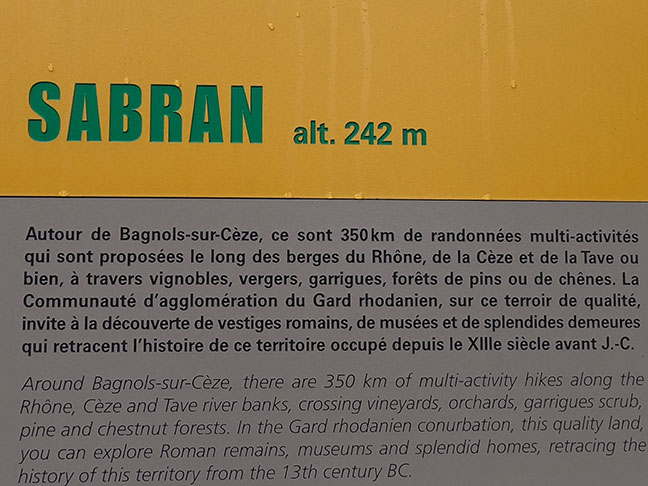 SABRAN alt. 242 m
Autour de Bagnols-sur-Cèze, ce sont 350 km de randonnées multi-activités
qui sont proposées le long des berges du Rhône, de la Cèze et de la Tave ou
bien, à travers vignobles, vergers, garrigues, forêts de pins ou de chênes. La
Communauté d'agglomération du Gard rhodanien, sur ce terroir de qualité,
invite à la découverte de vestiges romains, de musées et de splendides demeures
qui retracent l'histoire de ce territoire occupé depuis le XIIIe siècle avant J.-C.
Around Bagnols-sur-Cèze, there are 350 km of multi-activity hikes along the
Rhône, Cèze and Tave river banks, crossing vineyards, orchards, garrigues scrub,
pine and chestnut forests. In the Gard rhodanien conurbation, this quality land,
you can explore Roman remains, museums and splendid homes, retracing the
history of this territory from the 13th century BC.